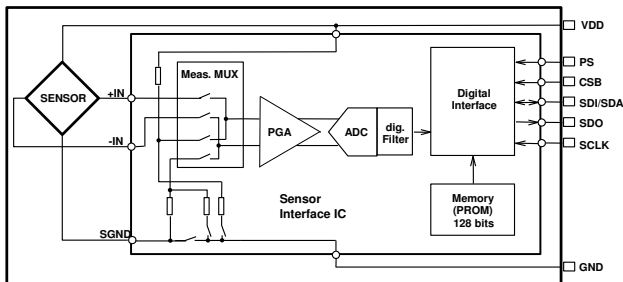 VDD
PS
Meas. MUX
+IN
SENSOR
-IN
PGA
ADC
dig.
Filter
Digital
Interface
CSB
SDI/SDA
SDO
SCLK
Sensor
Interface IC
Memory
(PROM)
128 bits
SGND
GND